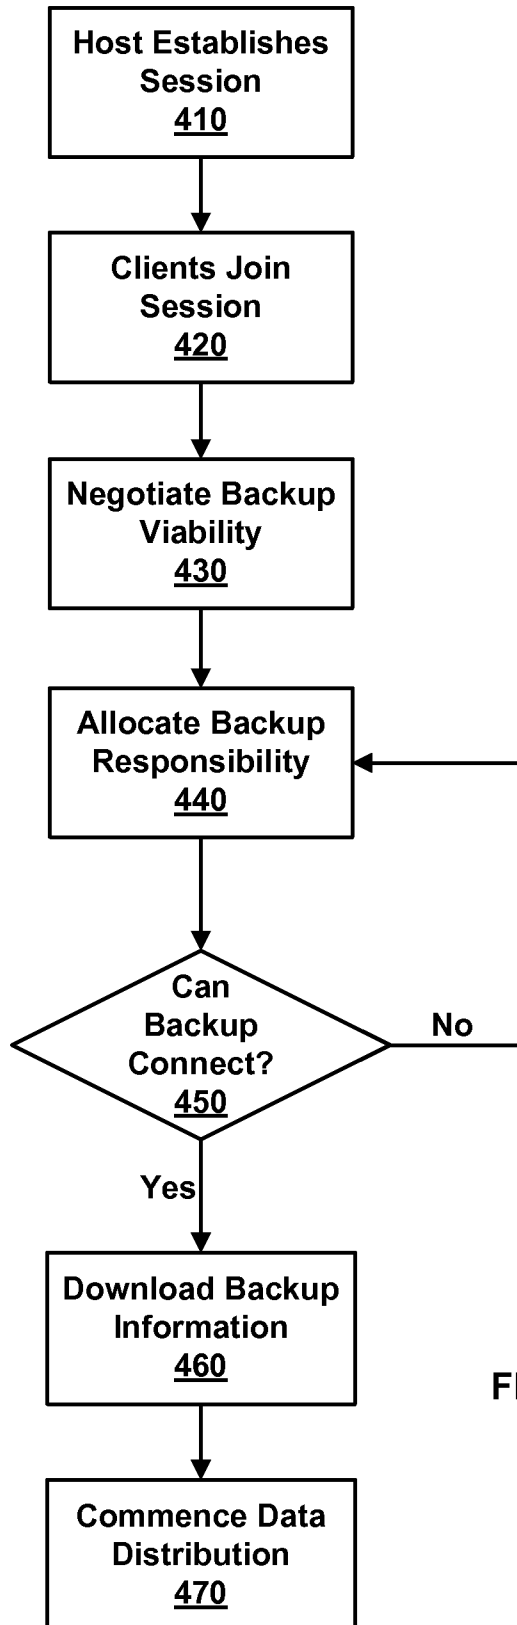 Host Establishes
Session
410
Clients Join
Session
420
Negotiate Backup
Viability
430
Allocate Backup
Responsibility
440
Can
Backup
Connect?
450
No
Yes
Download Backup
Information
460
Commence Data
Distribution
470